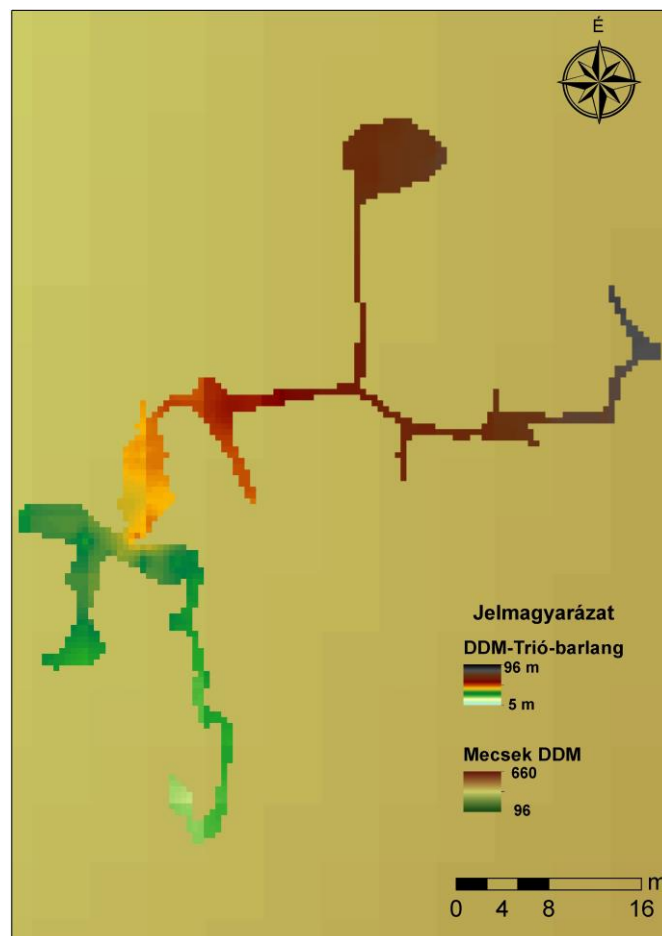 É
Jelmagyarázat
DDM-Trió-barlang
96 m
5 m
Mecsek DDM
660
96
m
0 4 8 16